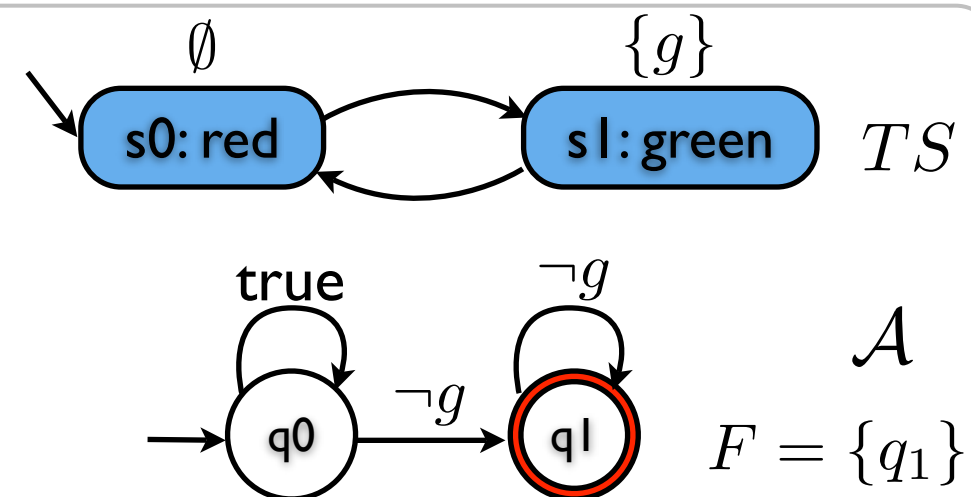 ∅ {g}
s0: red s1: green TS
true ¬g
𝒜
¬g
q0 q1 F = {q₁}